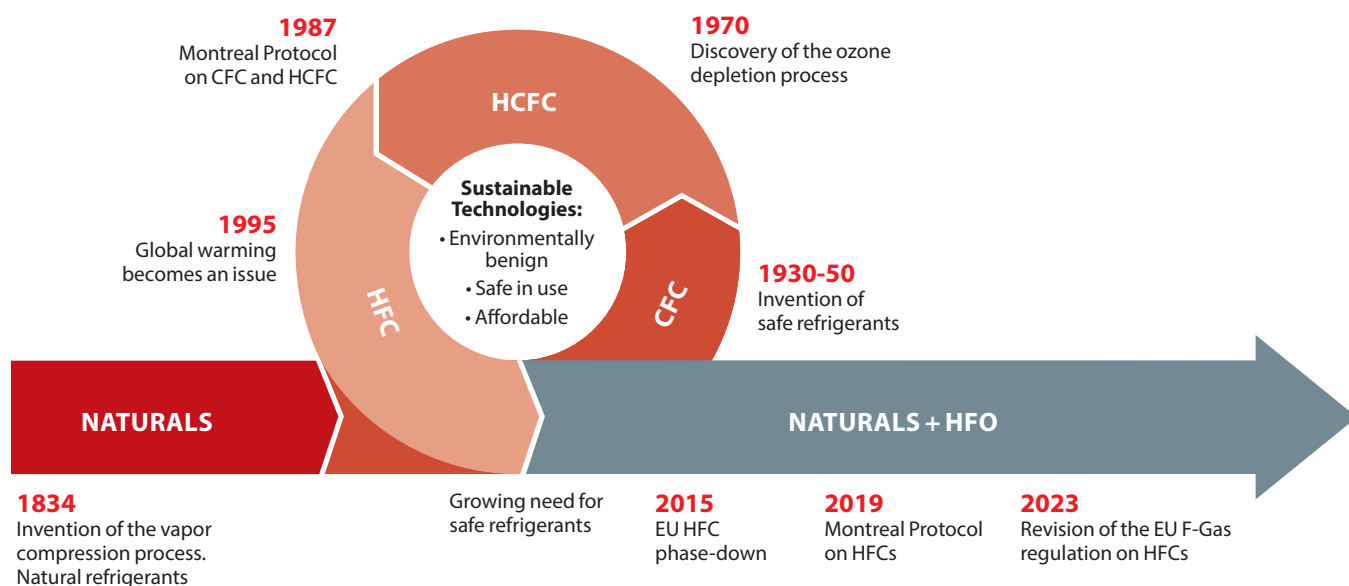 1987
Montreal Protocol
on CFC and HCFC
1970
Discovery of the ozone
depletion process
HCFC
Sustainable
Technologies:
• Environmentally
benign
• Safe in use
• Affordable
1995
Global warming
becomes an issue
HFC
CFC
1930-50
Invention of
safe refrigerants
NATURALS
NATURALS + HFO
1834
Invention of the vapor
compression process.
Natural refrigerants
Growing need for
safe refrigerants
2015
EU HFC
phase-down
2019
Montreal Protocol
on HFCs
2023
Revision of the EU F-Gas
regulation on HFCs